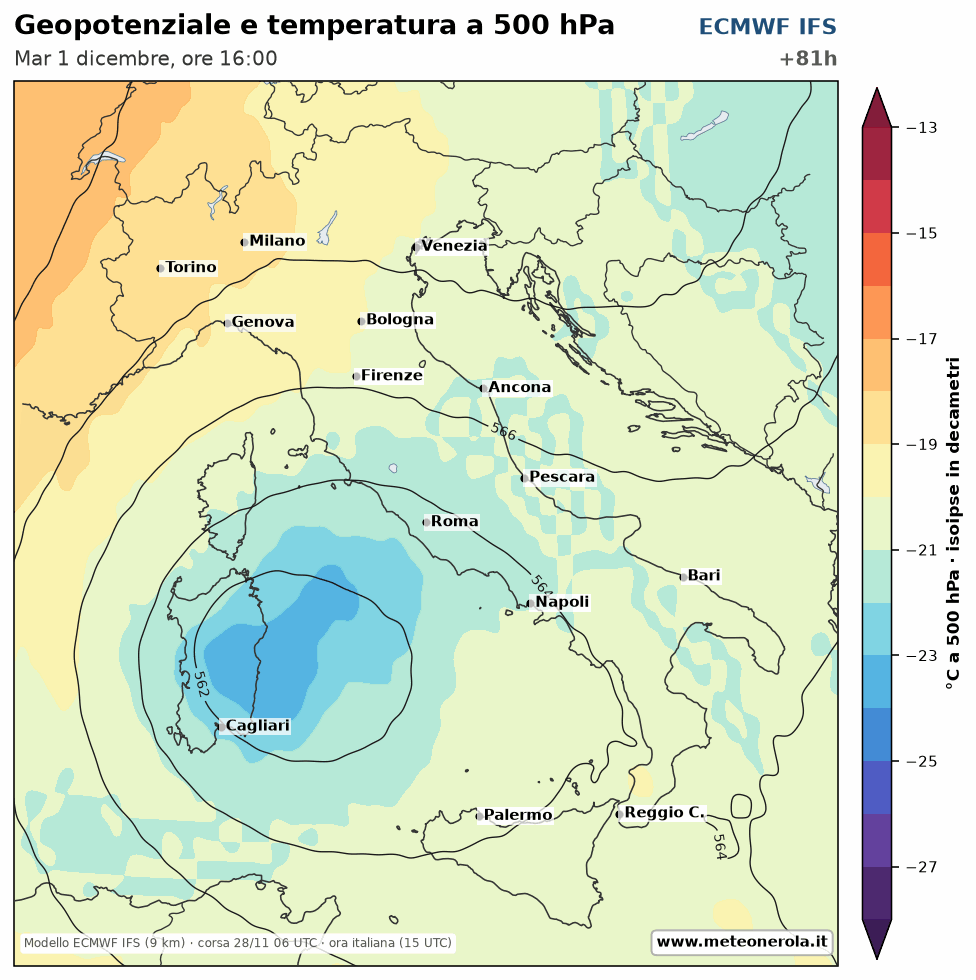 Geopotenziale e temperatura a 500 hPa
ECMWF IFS
Mar 1 dicembre, ore 16:00
+81h
Milano
Venezia
Torino
Genova
Bologna
Firenze
Ancona
566
Pescara
Roma
Bari
564
Napoli
562
Cagliari
Palermo
Reggio C.
564
−13
−15
−17
−19
−21
−23
−25
−27
°C a 500 hPa · isoipse in decametri
Modello ECMWF IFS (9 km) · corsa 28/11 06 UTC · ora italiana (15 UTC)
www.meteonerola.it